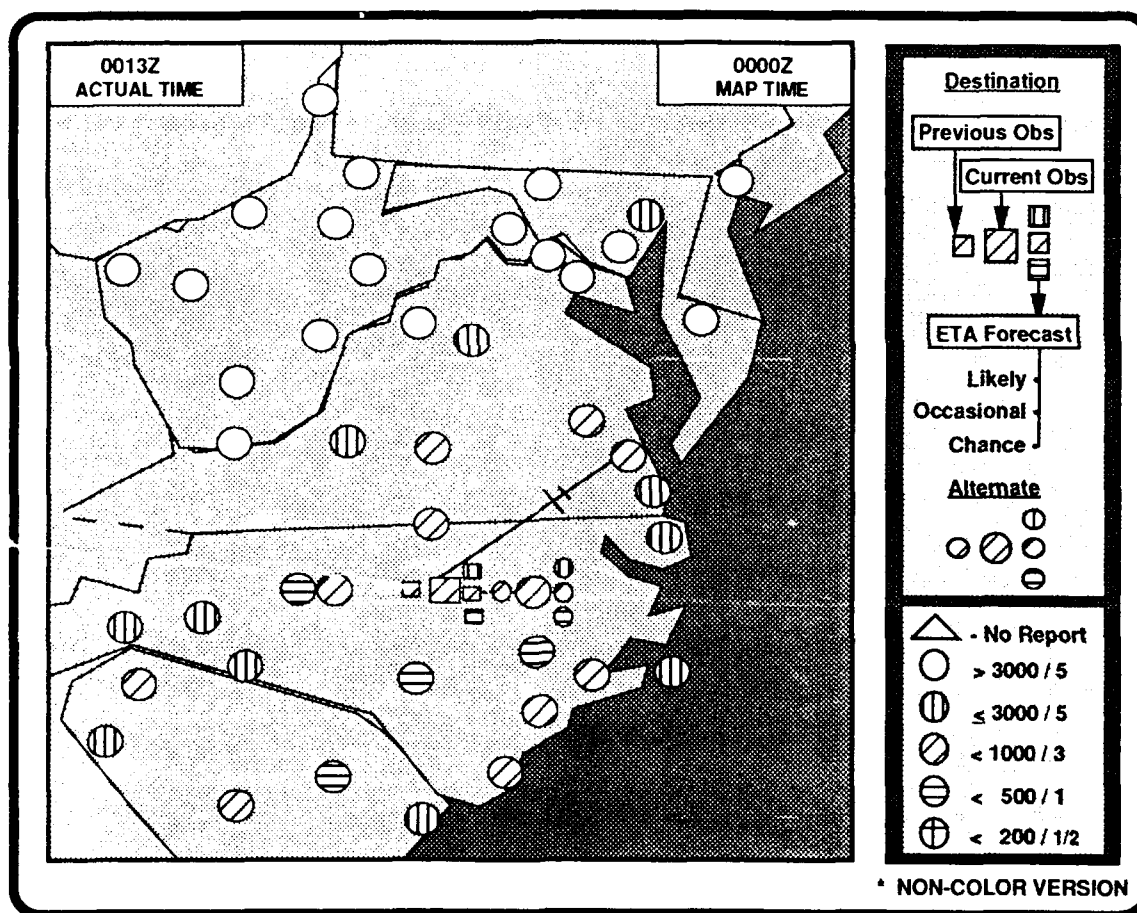 0013Z
ACTUAL TIME
0000Z
MAP TIME
Destination
Previous Obs
Current Obs
ETA Forecast
Likely
Occasional
Chance
Alternate
- No Report
> 3000 / 5
≤ 3000 / 5
< 1000 / 3
< 500 / 1
< 200 / 1/2
* NON-COLOR VERSION